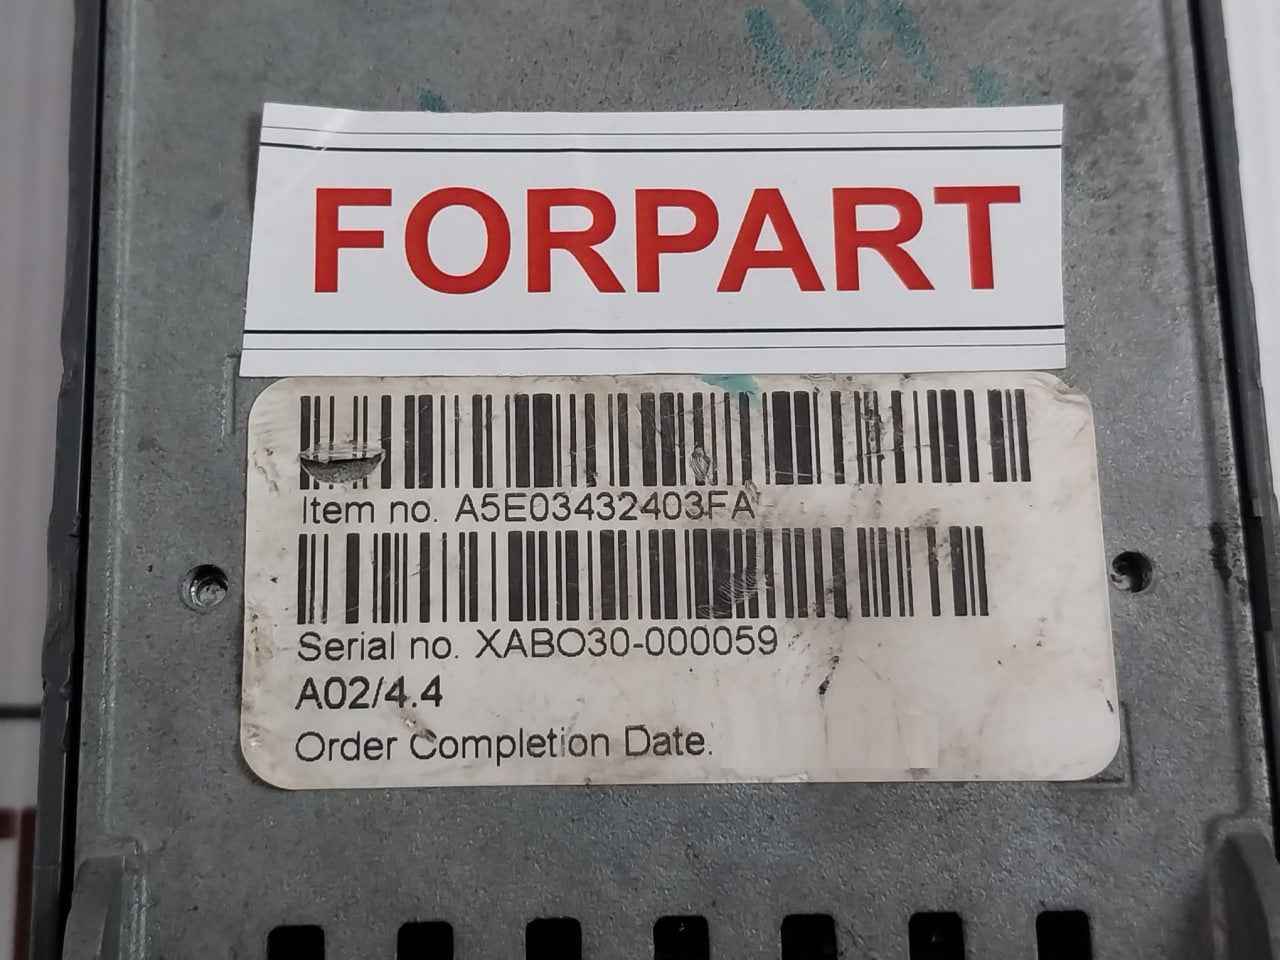 FORPART
Item no. A5E03432403FA
Serial no. XABO30-000059
A02/4.4
Order Completion Date.